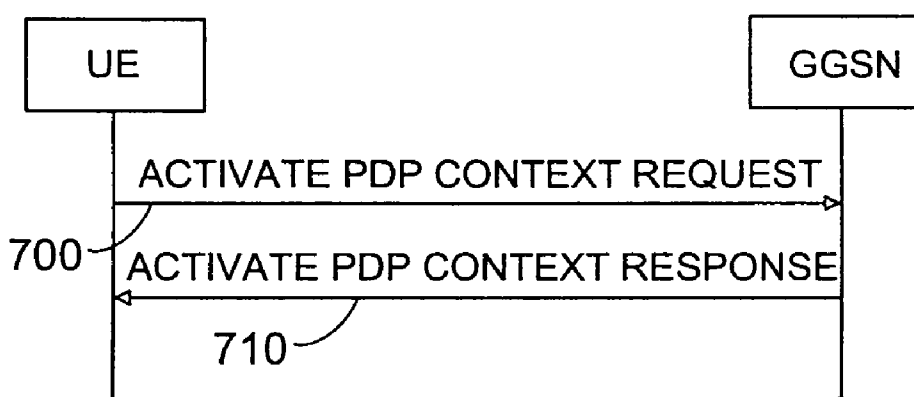 UE
GGSN
ACTIVATE PDP CONTEXT REQUEST
700
ACTIVATE PDP CONTEXT RESPONSE
710